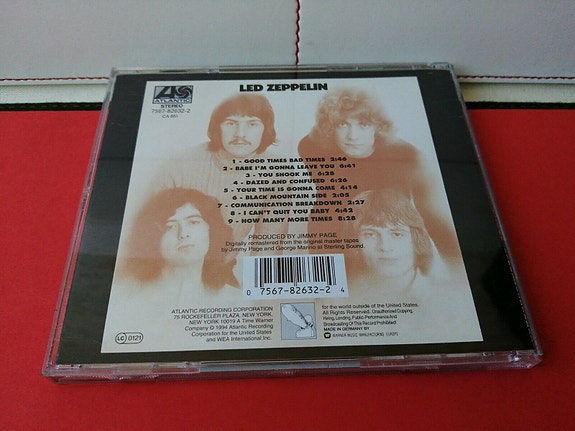 LED ZEPPELIN
ATLANTIC
STEREO
7567-82632-2
CA 851
1 - GOOD TIMES BAD TIMES 2:46
2 - BABE I'M GONNA LEAVE YOU 6:41
3 - YOU SHOOK ME 6:28
4 - DAZED AND CONFUSED 6:26
5 - YOUR TIME IS GONNA COME 4:14
6 - BLACK MOUNTAIN SIDE 2:05
7 - COMMUNICATION BREAKDOWN 2:27
8 - I CAN'T QUIT YOU BABY 4:42
9 - HOW MANY MORE TIMES 8:28
PRODUCED BY JIMMY PAGE
Digitally remastered from the original master tapes
by Jimmy Page and George Marino at Sterling Sound.
0 7567-82632-2 4
ATLANTIC RECORDING CORPORATION
75 ROCKEFELLER PLAZA, NEW YORK,
NEW YORK 10019 A Time Warner
Company © 1994 Atlantic Recording
Corporation for the United States
and WEA International Inc.
for the world outside of the United States.
All Rights Reserved. Unauthorized Copying,
Hiring, Lending, Public Performance And
Broadcasting Of This Record Prohibited
MADE IN GERMANY BY
WARNER MUSIC MANUFACTURING EUROPE
LC 0121